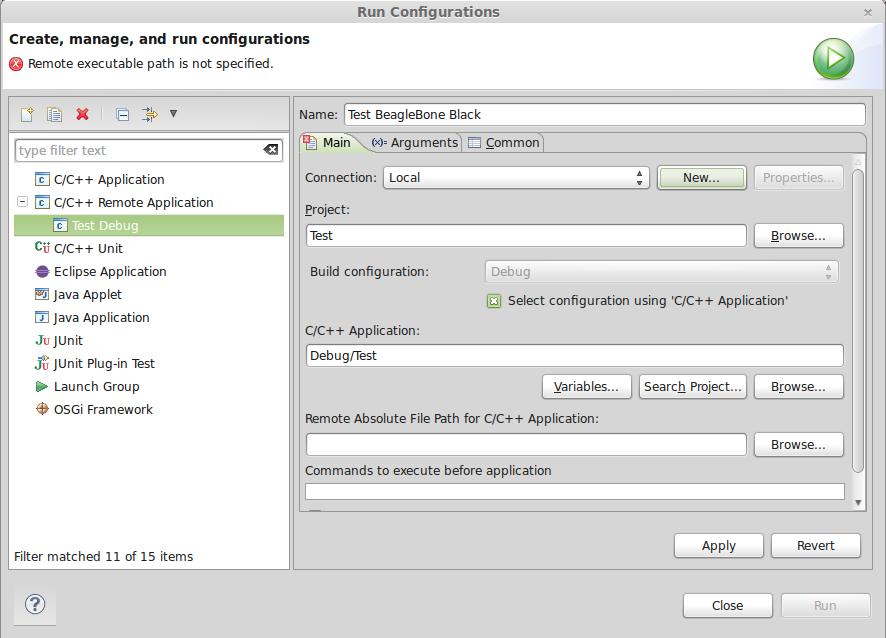 Run Configurations
Create, manage, and run configurations
Remote executable path is not specified.
Name: Test BeagleBone Black
type filter text
Main (x)= Arguments Common
C/C++ Application
C/C++ Remote Application
Test Debug
C/C++ Unit
Eclipse Application
Java Applet
Java Application
JUnit
JUnit Plug-in Test
Launch Group
OSGi Framework
Filter matched 11 of 15 items
Connection: Local New... Properties...
Project:
Test Browse...
Build configuration: Debug
Select configuration using 'C/C++ Application'
C/C++ Application:
Debug/Test
Variables... Search Project... Browse...
Remote Absolute File Path for C/C++ Application:
Browse...
Commands to execute before application
Apply Revert
? Close Run